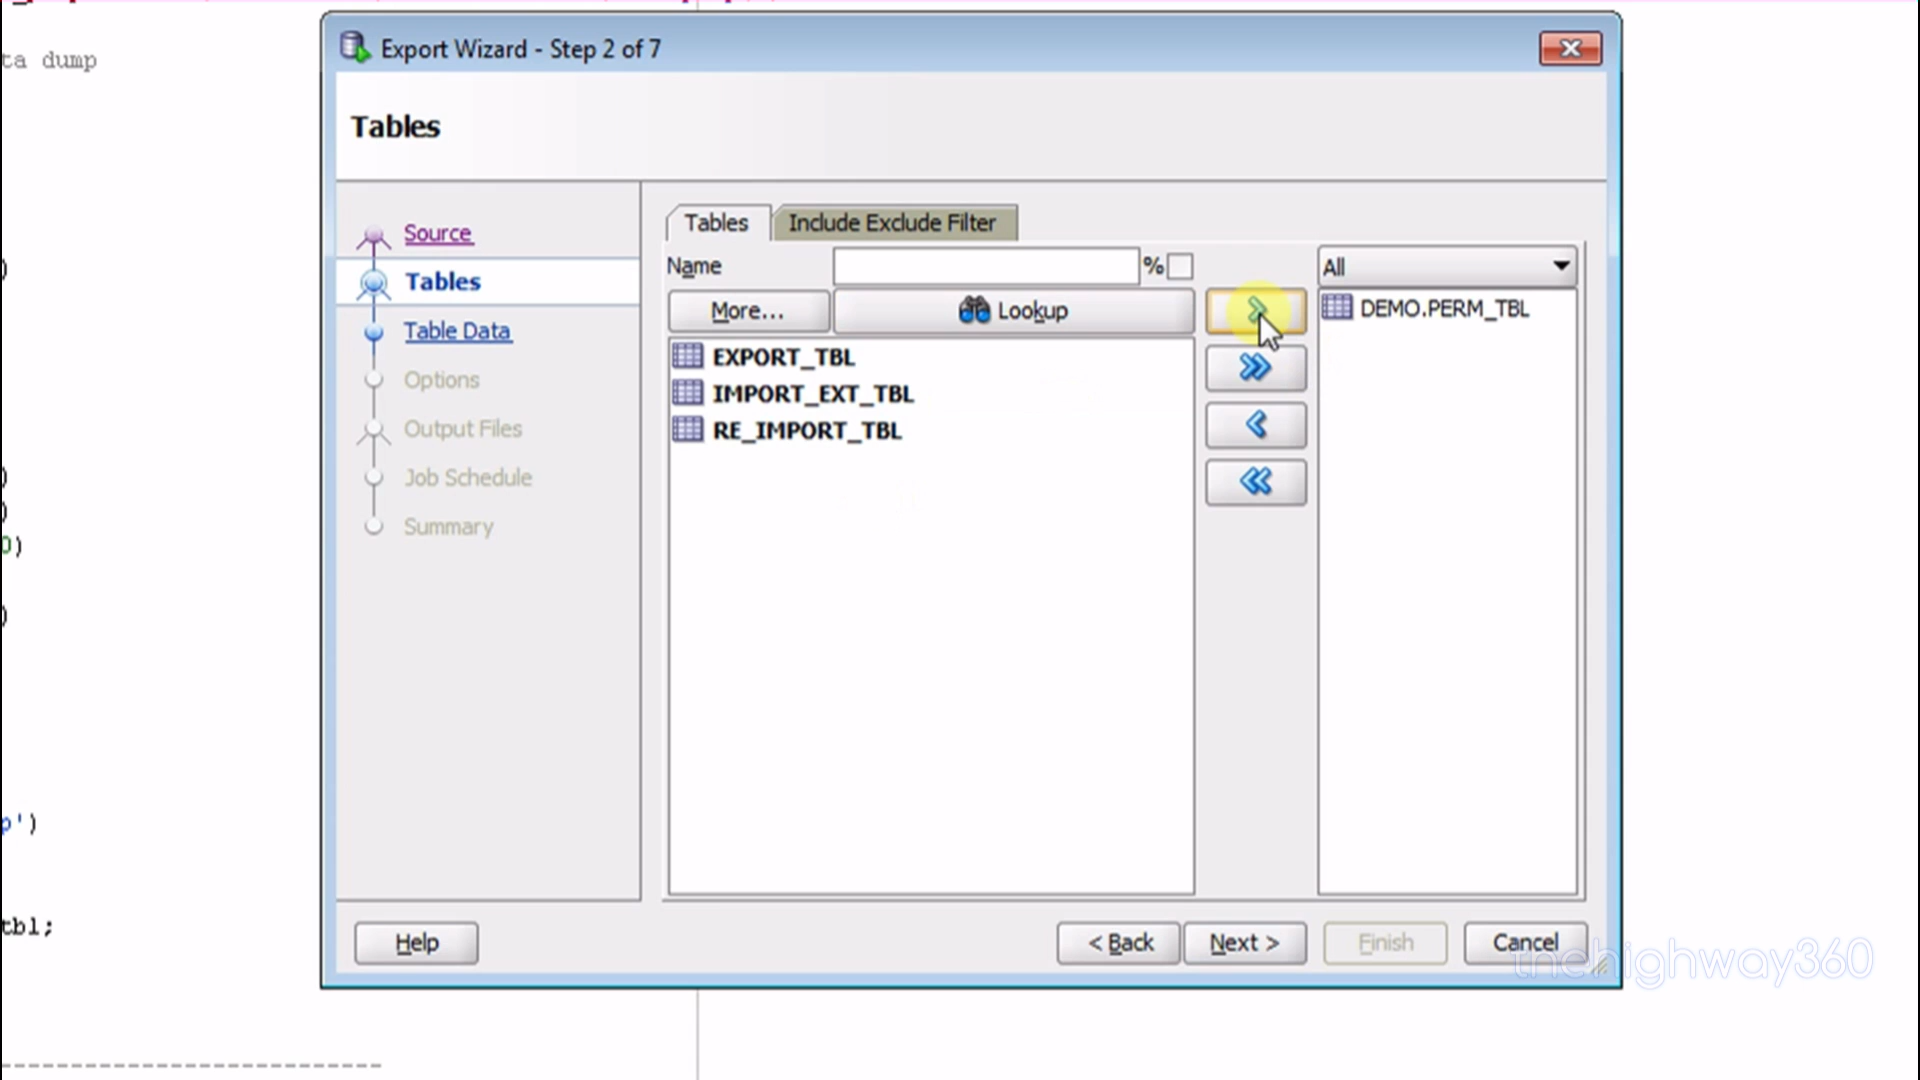 ta dump
Export Wizard - Step 2 of 7
Tables
Source
Tables
Table Data
Options
Output Files
Job Schedule
Summary
Tables
Include Exclude Filter
Name
%
All
More...
Lookup
DEMO.PERM_TBL
EXPORT_TBL
IMPORT_EXT_TBL
RE_IMPORT_TBL
)
)
)
0)
)
p')
tbl;
Help
< Back
Next >
Finish
Cancel
thehighway360
-----------------------------